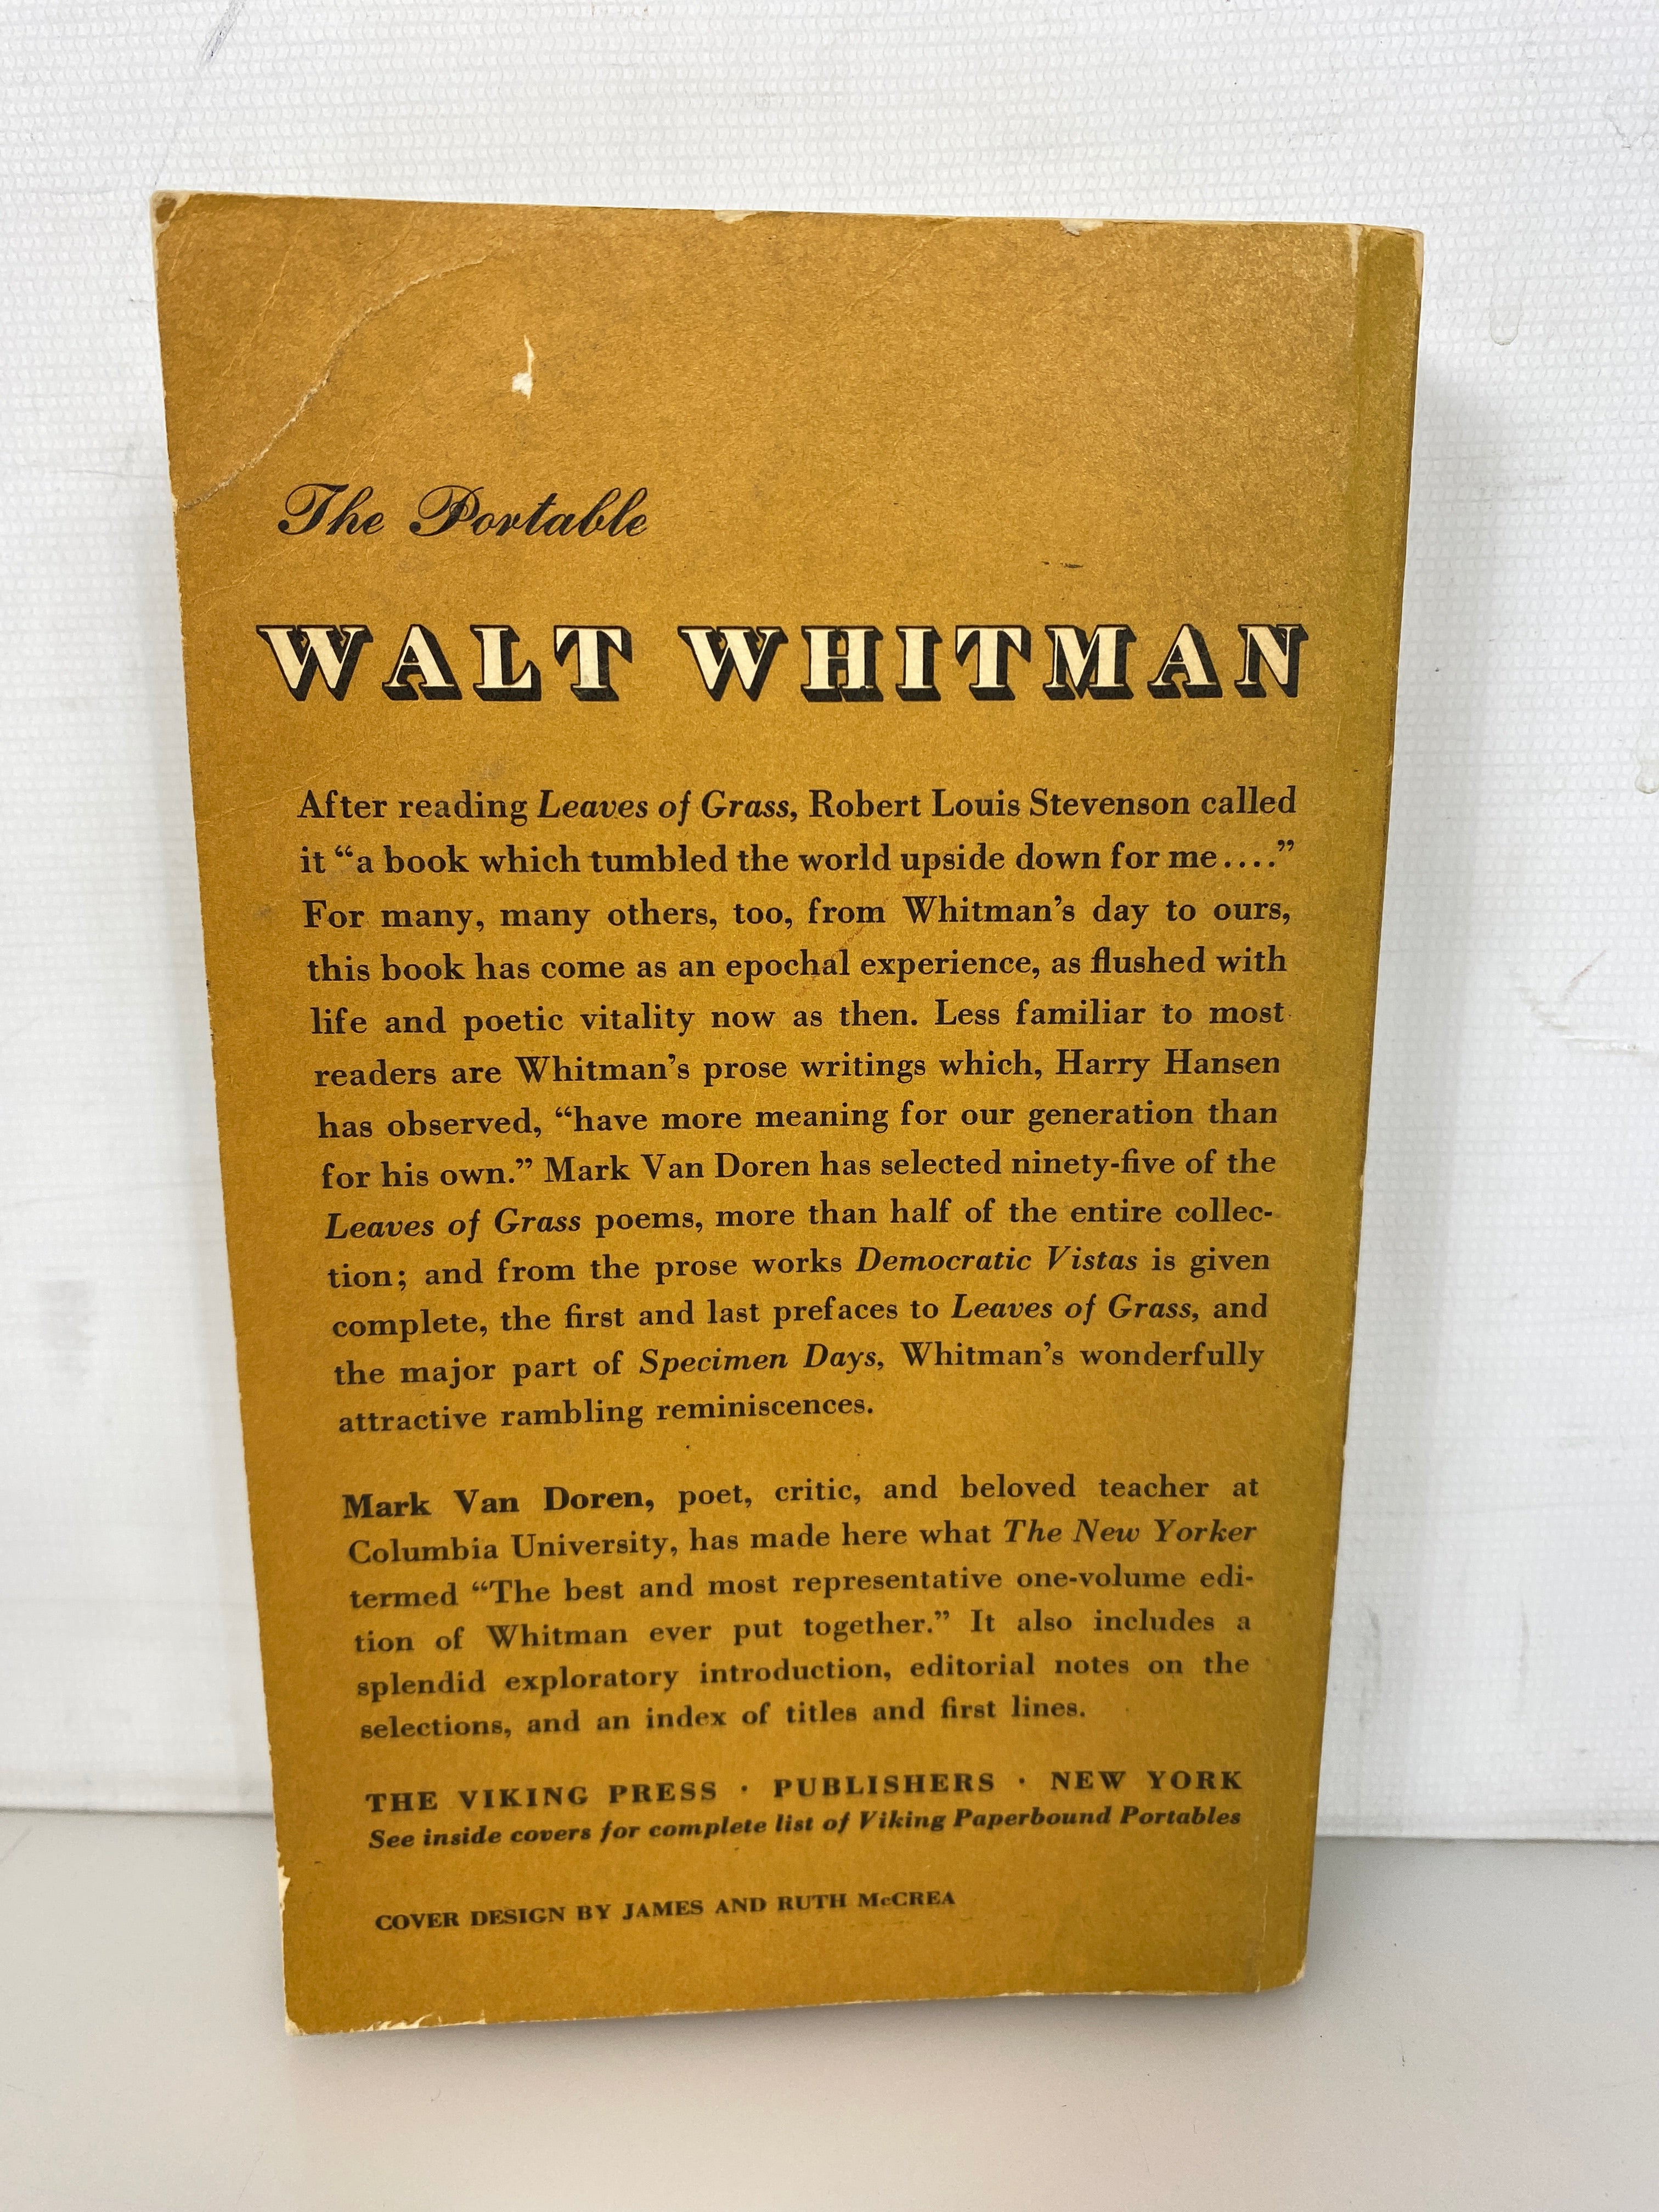 The Portable
WALT WHITMAN
After reading Leaves of Grass, Robert Louis Stevenson called
it “a book which tumbled the world upside down for me....”
For many, many others, too, from Whitman’s day to ours,
this book has come as an epochal experience, as flushed with
life and poetic vitality now as then. Less familiar to most
readers are Whitman’s prose writings which, Harry Hansen
has observed, “have more meaning for our generation than
for his own.” Mark Van Doren has selected ninety-five of the
Leaves of Grass poems, more than half of the entire collec-
tion; and from the prose works Democratic Vistas is given
complete, the first and last prefaces to Leaves of Grass, and
the major part of Specimen Days, Whitman’s wonderfully
attractive rambling reminiscences.
Mark Van Doren, poet, critic, and beloved teacher at
Columbia University, has made here what The New Yorker
termed “The best and most representative one-volume edi-
tion of Whitman ever put together.” It also includes a
splendid exploratory introduction, editorial notes on the
selections, and an index of titles and first lines.
THE VIKING PRESS · PUBLISHERS · NEW YORK
See inside covers for complete list of Viking Paperbound Portables
COVER DESIGN BY JAMES AND RUTH McCREA